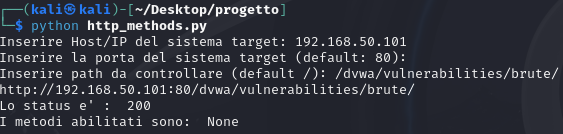 ┌──(kali㉿kali)-[~/Desktop/progetto]
└─$ python http_methods.py
Inserire Host/IP del sistema target: 192.168.50.101
Inserire la porta del sistema target (default: 80):
Inserire path da controllare (default /): /dvwa/vulnerabilities/brute/
http://192.168.50.101:80/dvwa/vulnerabilities/brute/
Lo status e' :  200
I metodi abilitati sono:  None